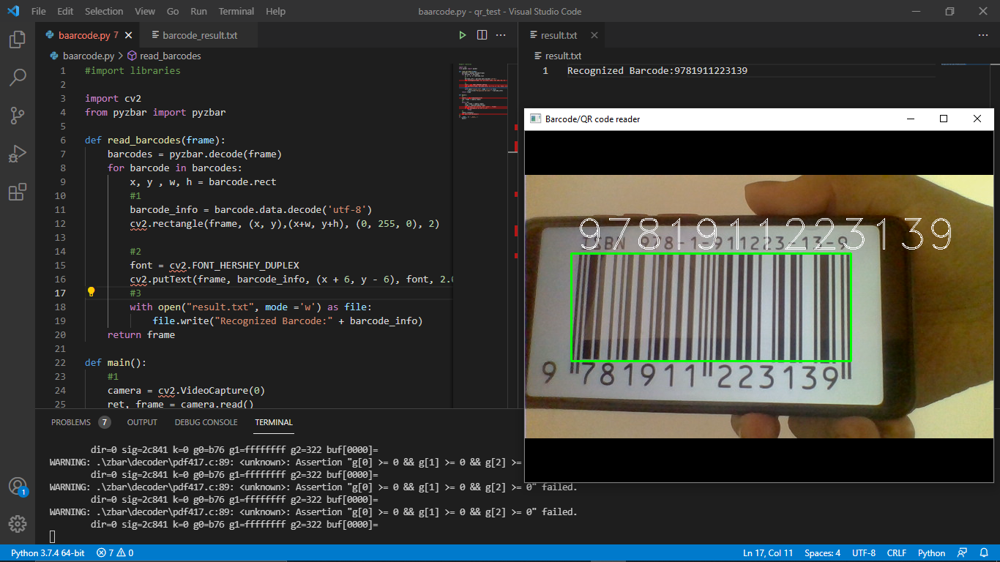 File Edit Selection View Go Run Terminal Help
baarcode.py - qr_test - Visual Studio Code
baarcode.py 7
barcode_result.txt
baarcode.py > read_barcodes
1 #import libraries
2
3 import cv2
4 from pyzbar import pyzbar
5
6 def read_barcodes(frame):
7 barcodes = pyzbar.decode(frame)
8 for barcode in barcodes:
9 x, y , w, h = barcode.rect
10 #1
11 barcode_info = barcode.data.decode('utf-8')
12 cv2.rectangle(frame, (x, y),(x+w, y+h), (0, 255, 0), 2)
13
14 #2
15 font = cv2.FONT_HERSHEY_DUPLEX
16 cv2.putText(frame, barcode_info, (x + 6, y - 6), font, 2.0
17 #3
18 with open("result.txt", mode ='w') as file:
19 file.write("Recognized Barcode:" + barcode_info)
20 return frame
21
22 def main():
23 #1
24 camera = cv2.VideoCapture(0)
25 ret, frame = camera.read()
result.txt
result.txt
1 Recognized Barcode:9781911223139
Barcode/QR code reader
9781911223139
ISBN 978-1-911223-13-9
9 781911 223139
PROBLEMS 7 OUTPUT DEBUG CONSOLE TERMINAL
dir=0 sig=2c841 k=0 g0=b76 g1=ffffffff g2=322 buf[0000]=
WARNING: .\zbar\decoder\pdf417.c:89: <unknown>: Assertion "g[0] >= 0 && g[1] >= 0 && g[2] >=
dir=0 sig=2c841 k=0 g0=b76 g1=ffffffff g2=322 buf[0000]=
WARNING: .\zbar\decoder\pdf417.c:89: <unknown>: Assertion "g[0] >= 0 && g[1] >= 0 && g[2] >= 0" failed.
dir=0 sig=2c841 k=0 g0=b76 g1=ffffffff g2=322 buf[0000]=
WARNING: .\zbar\decoder\pdf417.c:89: <unknown>: Assertion "g[0] >= 0 && g[1] >= 0 && g[2] >= 0" failed.
dir=0 sig=2c841 k=0 g0=b76 g1=ffffffff g2=322 buf[0000]=
1
Python 3.7.4 64-bit 7 0
Ln 17, Col 11 Spaces: 4 UTF-8 CRLF Python